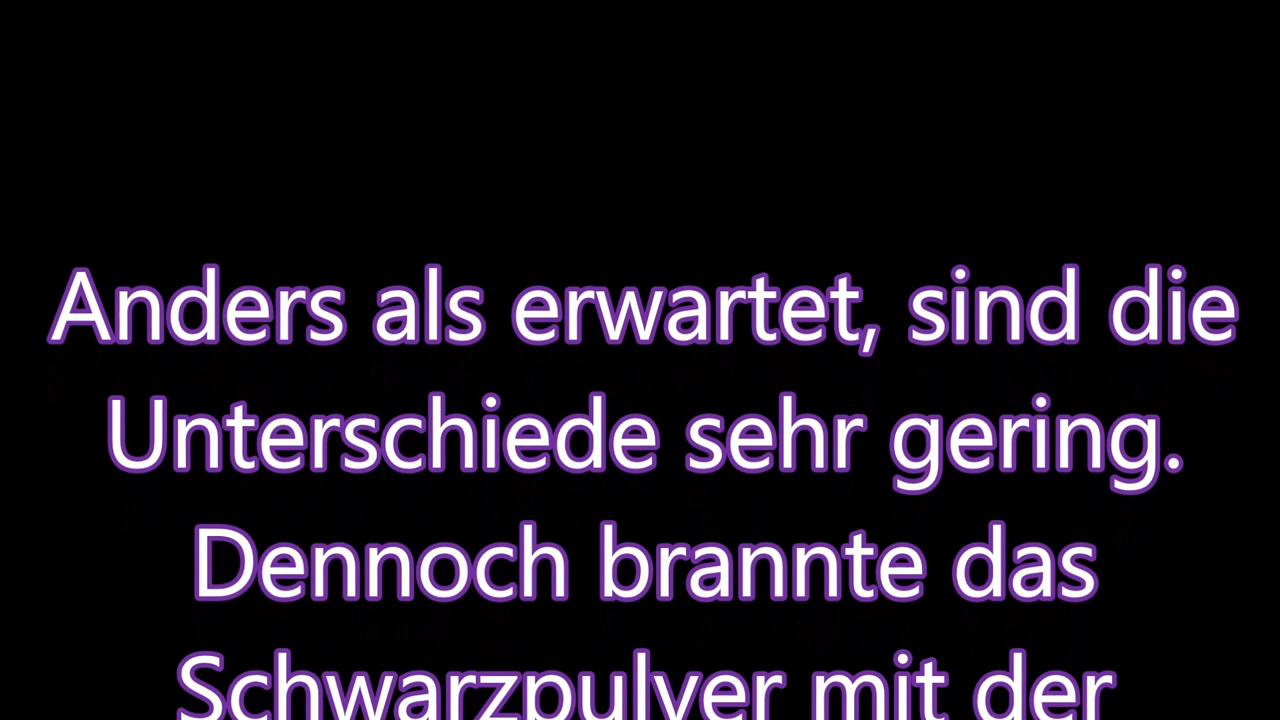 Anders als erwartet, sind die
Unterschiede sehr gering.
Dennoch brannte das
Schwarzpulver mit der